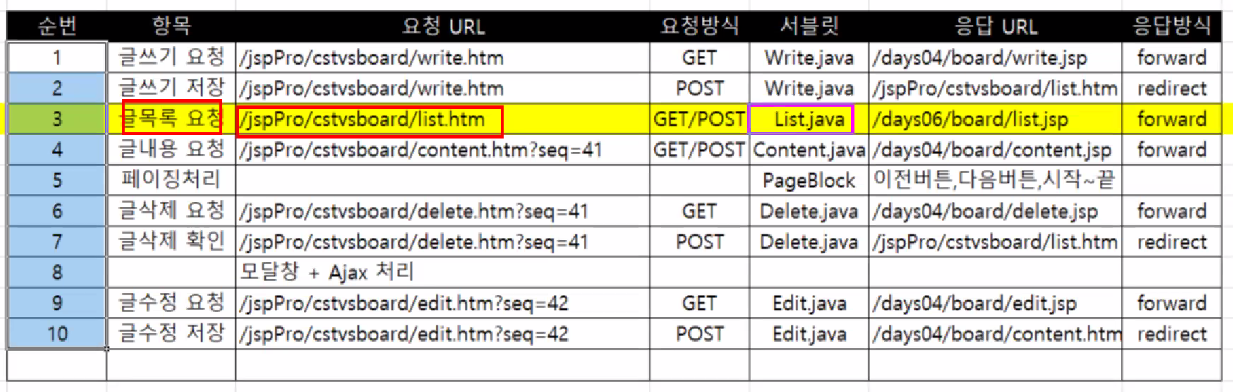 순번 항목 요청 URL 요청방식 서블릿 응답 URL 응답방식
1 글쓰기 요청 /jspPro/cstvsboard/write.htm GET Write.java /days04/board/write.jsp forward
2 글쓰기 저장 /jspPro/cstvsboard/write.htm POST Write.java /jspPro/cstvsboard/list.htm redirect
3 글목록 요청 /jspPro/cstvsboard/list.htm GET/POST List.java /days06/board/list.jsp forward
4 글내용 요청 /jspPro/cstvsboard/content.htm?seq=41 GET/POST Content.java /days04/board/content.jsp forward
5 페이징처리 PageBlock 이전버튼,다음버튼,시작~끝
6 글삭제 요청 /jspPro/cstvsboard/delete.htm?seq=41 GET Delete.java /days04/board/delete.jsp forward
7 글삭제 확인 /jspPro/cstvsboard/delete.htm?seq=41 POST Delete.java /jspPro/cstvsboard/list.htm redirect
8 모달창 + Ajax 처리
9 글수정 요청 /jspPro/cstvsboard/edit.htm?seq=42 GET Edit.java /days04/board/edit.jsp forward
10 글수정 저장 /jspPro/cstvsboard/edit.htm?seq=42 POST Edit.java /days04/board/content.htm redirect